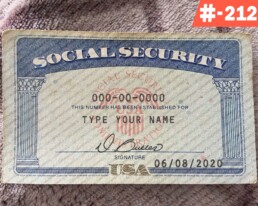 #-212
SOCIAL SECURITY
000-00-0000
THIS NUMBER HAS BEEN ESTABLISHED FOR
TYPE YOUR NAME
SIGNATURE
06/08/2020
USA